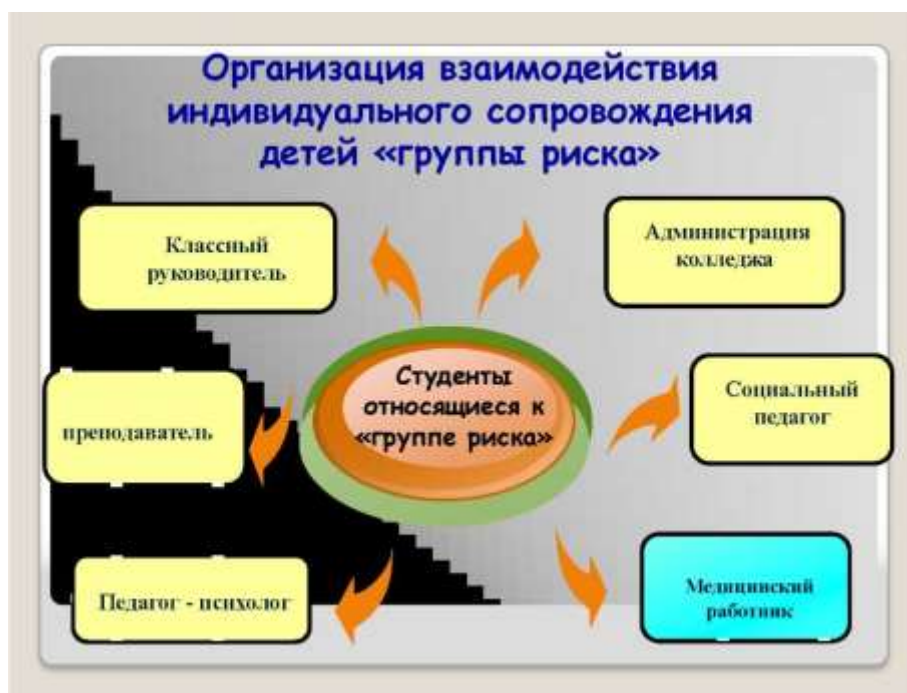 Организация взаимодействия
индивидуального сопровождения
детей «группы риска»
Классный
руководитель
Администрация
колледжа
Студенты
относящиеся к
«группе риска»
Социальный
педагог
преподаватель
Педагог - психолог
Медицинский
работник